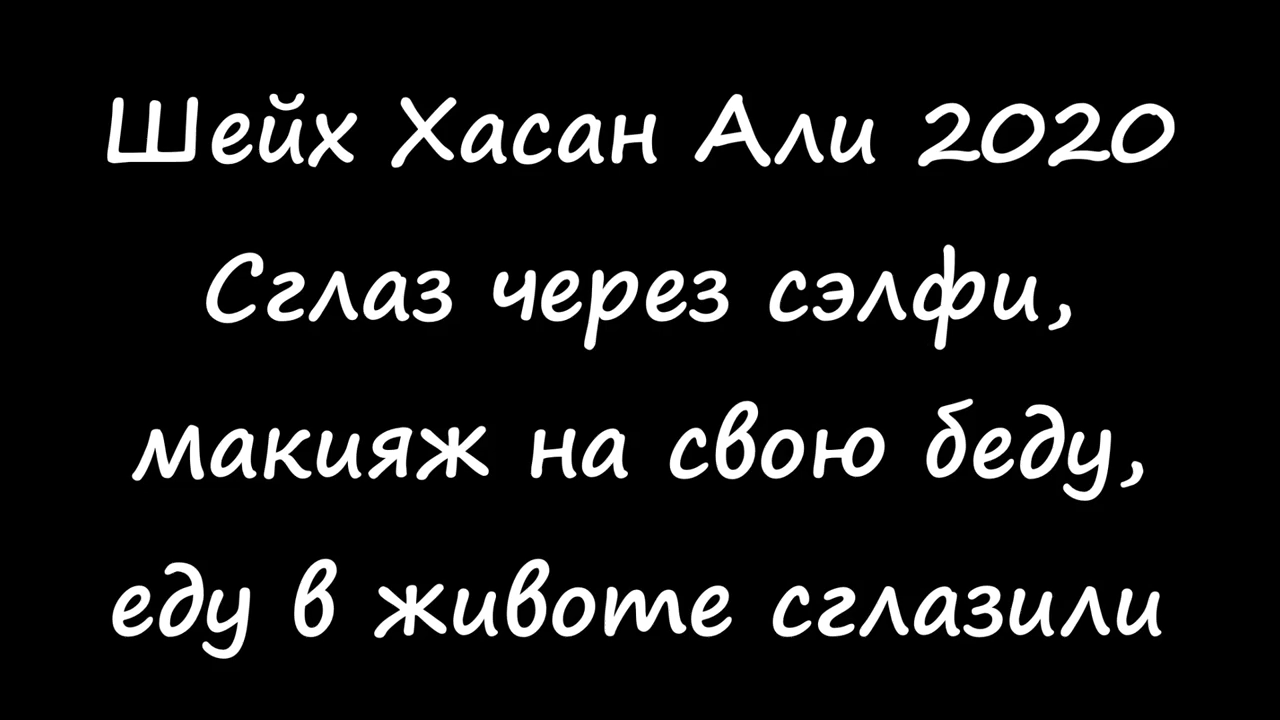 Шейх Хасан Али 2020
Сглаз через сэлфи,
макияж на свою беду,
еду в животе сглазили